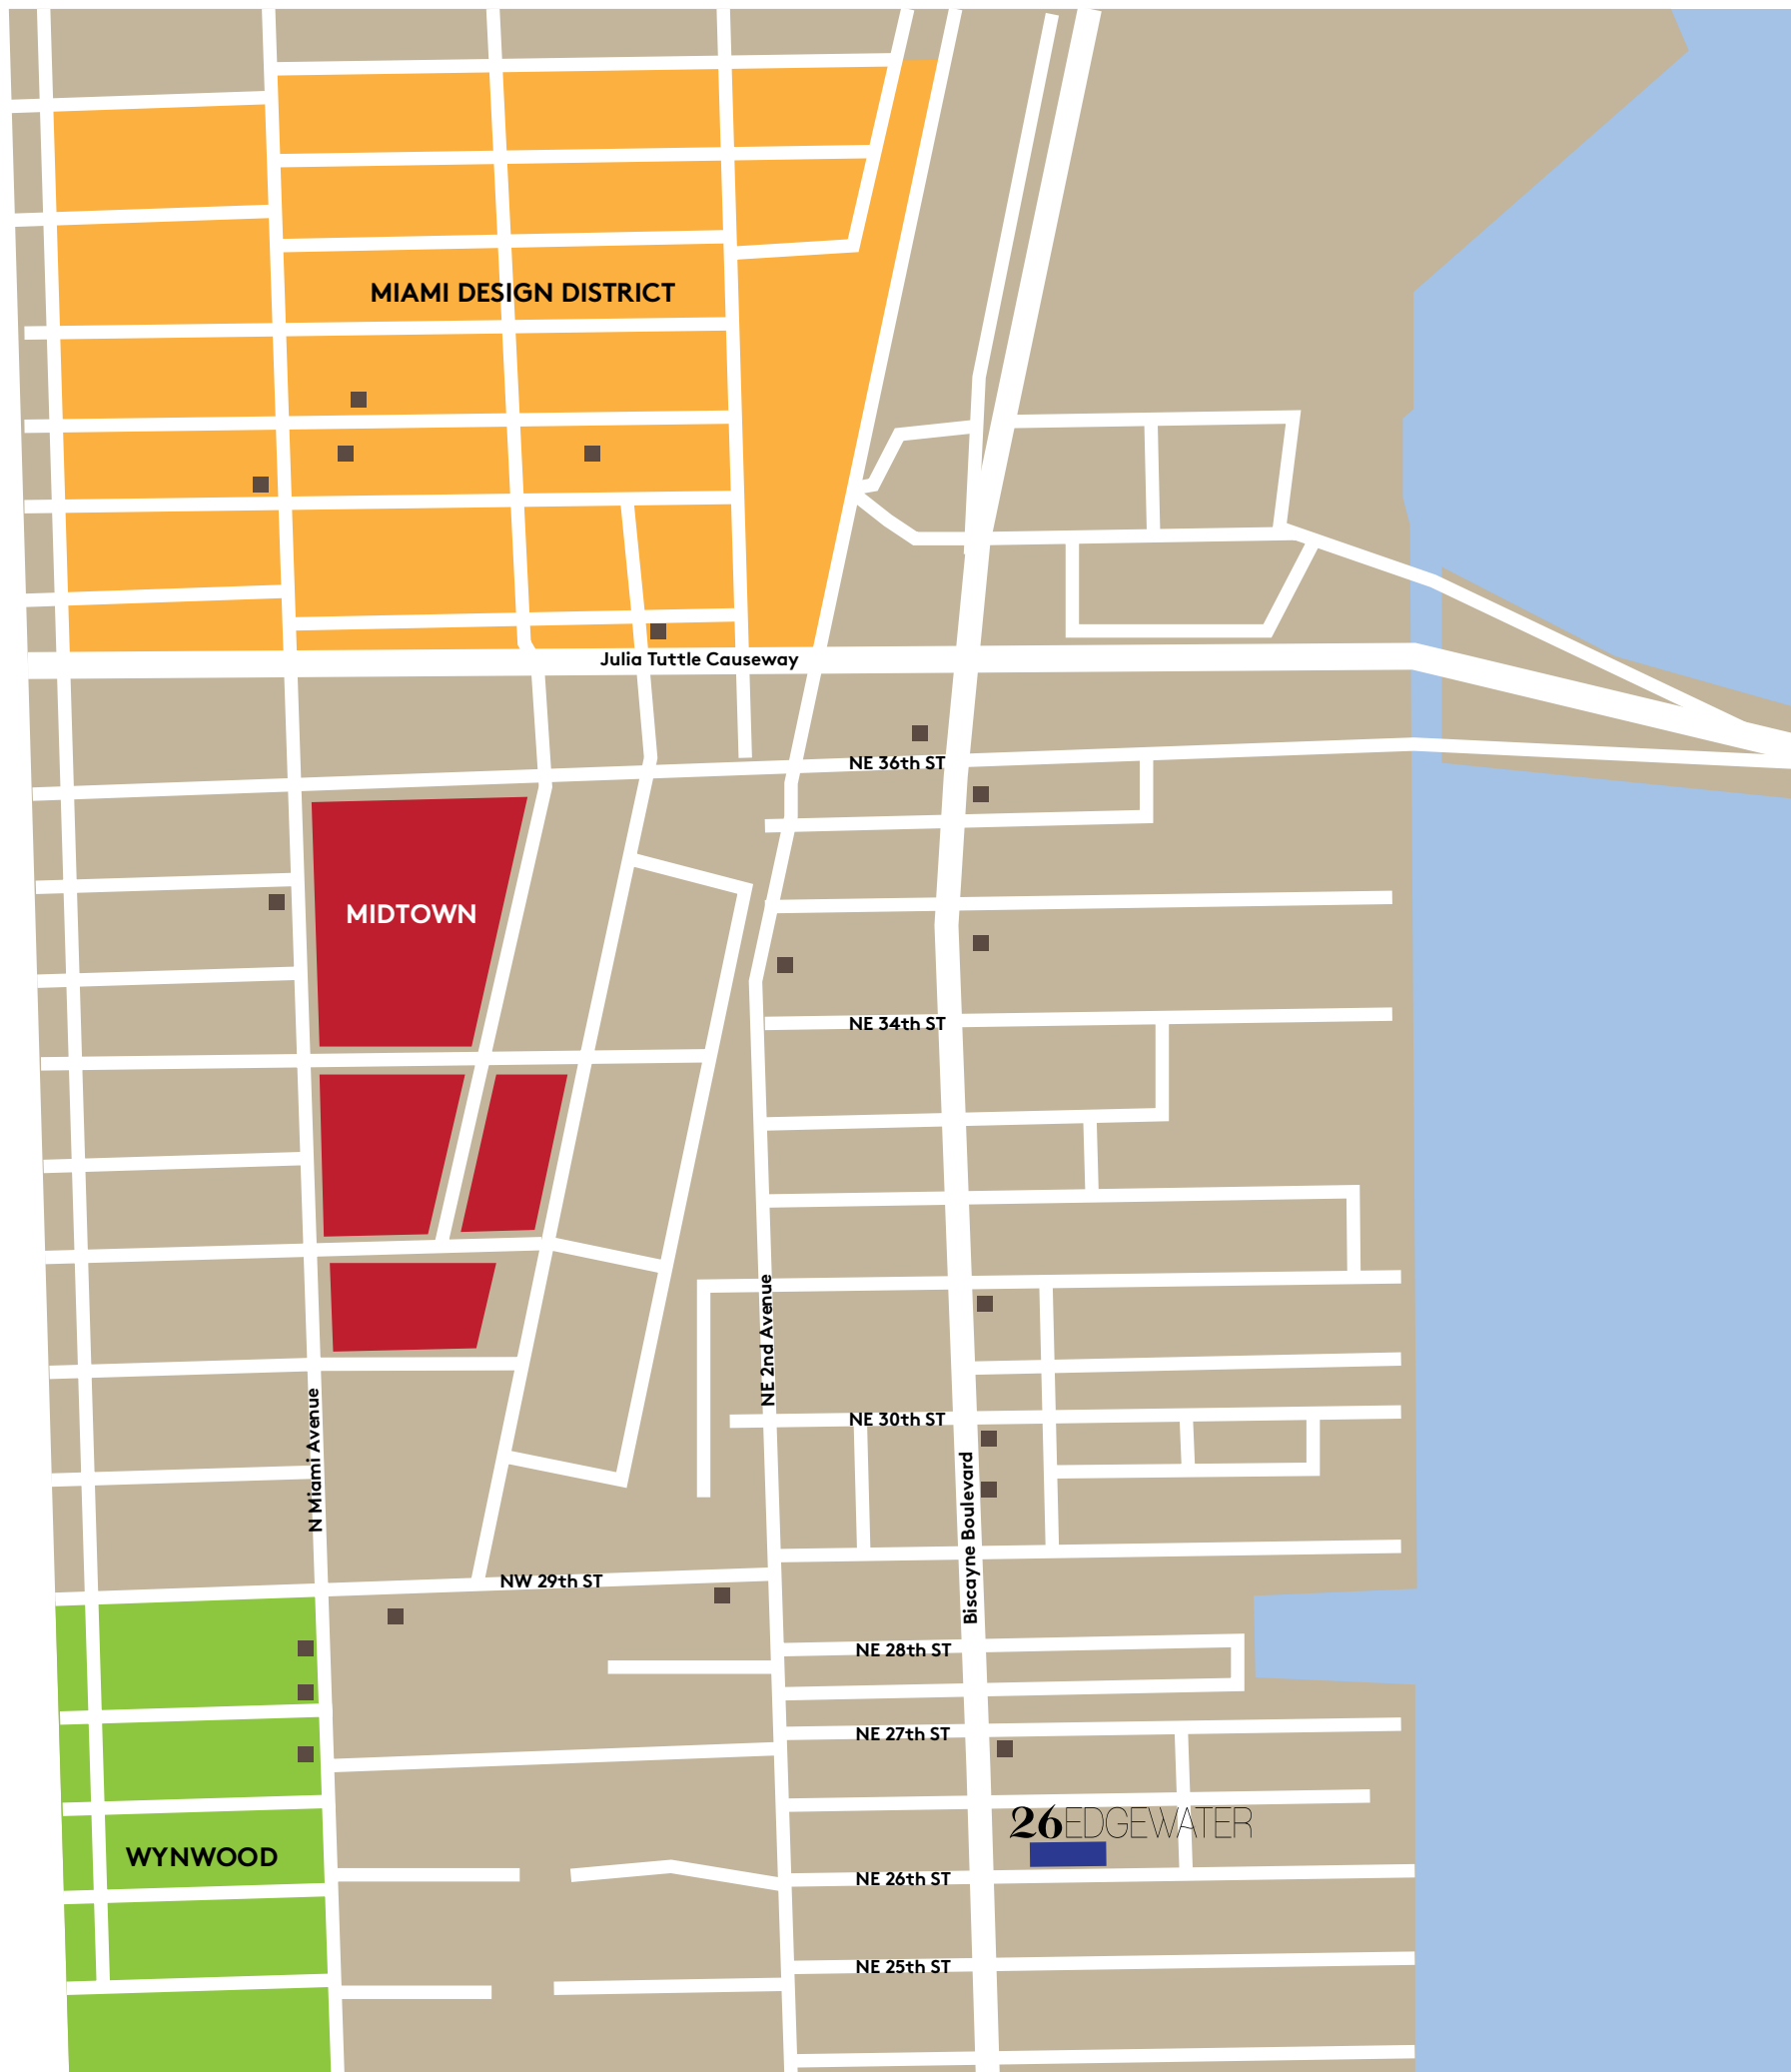 MIAMI DESIGN DISTRICT
Julia Tuttle Causeway
NE 36th ST
MIDTOWN
NE 34th ST
NE 2nd Avenue
N Miami Avenue
NE 30th ST
Biscayne Boulevard
NW 29th ST
NE 28th ST
NE 27th ST
26EDGEWATER
WYNWOOD
NE 26th ST
NE 25th ST